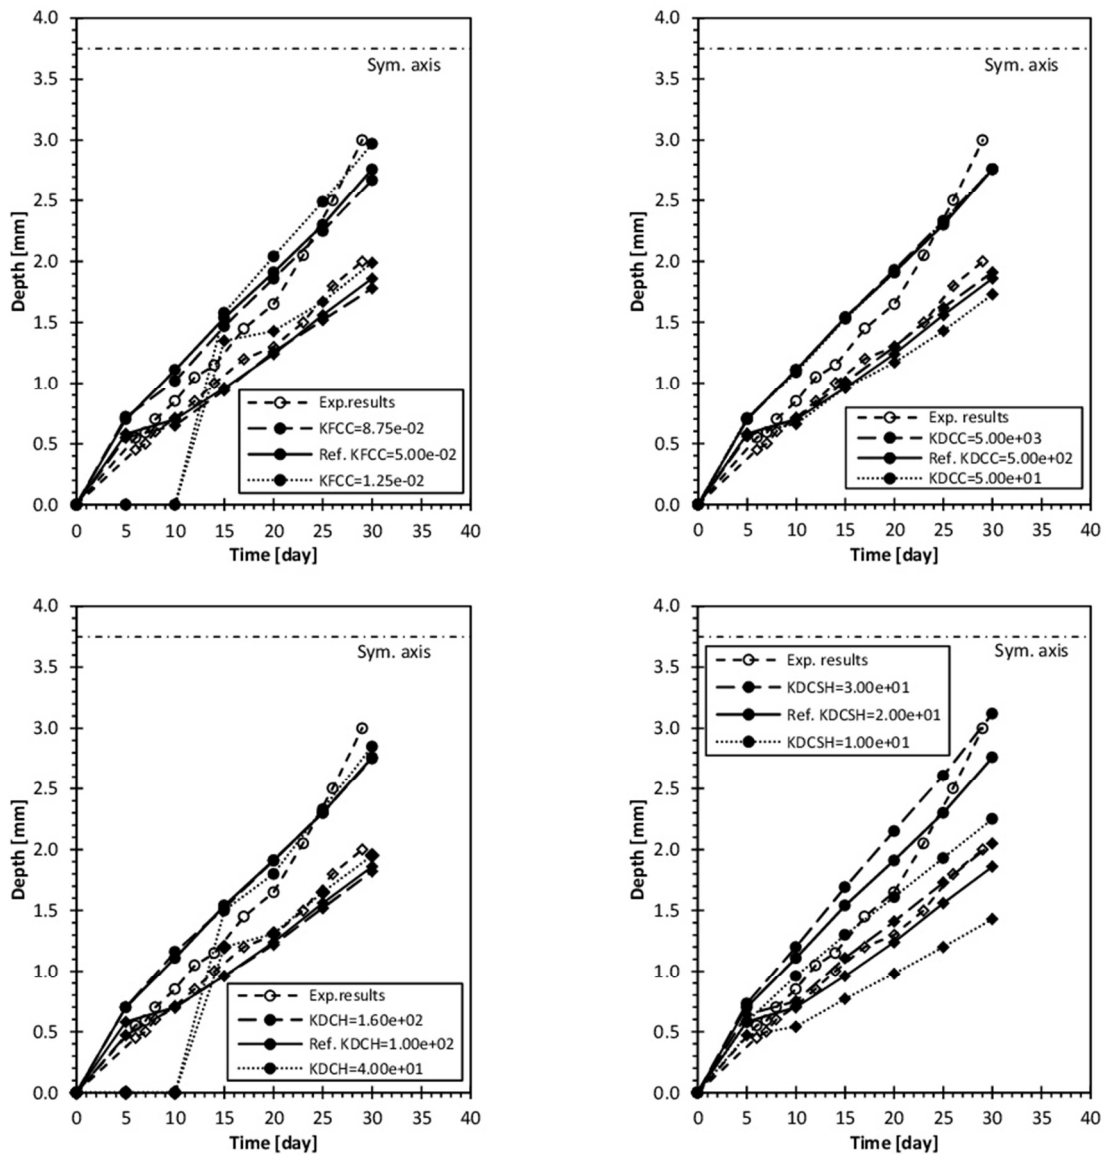 4.0
3.5
3.0
2.5
2.0
1.5
1.0
0.5
0.0
Depth [mm]
Sym. axis
Exp.results
KFCC=8.75e-02
Ref. KFCC=5.00e-02
KFCC=1.25e-02
0 5 10 15 20 25 30 35 40
Time [day]
4.0
3.5
3.0
2.5
2.0
1.5
1.0
0.5
0.0
Depth [mm]
Sym. axis
Exp. results
KDCC=5.00e+03
Ref. KDCC=5.00e+02
KDCC=5.00e+01
0 5 10 15 20 25 30 35 40
Time [day]
4.0
3.5
3.0
2.5
2.0
1.5
1.0
0.5
0.0
Depth [mm]
Sym. axis
Exp.results
KDCH=1.60e+02
Ref. KDCH=1.00e+02
KDCH=4.00e+01
0 5 10 15 20 25 30 35 40
Time [day]
4.0
3.5
3.0
2.5
2.0
1.5
1.0
0.5
0.0
Depth [mm]
Sym. axis
Exp. results
KDCSH=3.00e+01
Ref. KDCSH=2.00e+01
KDCSH=1.00e+01
0 5 10 15 20 25 30 35 40
Time [day]